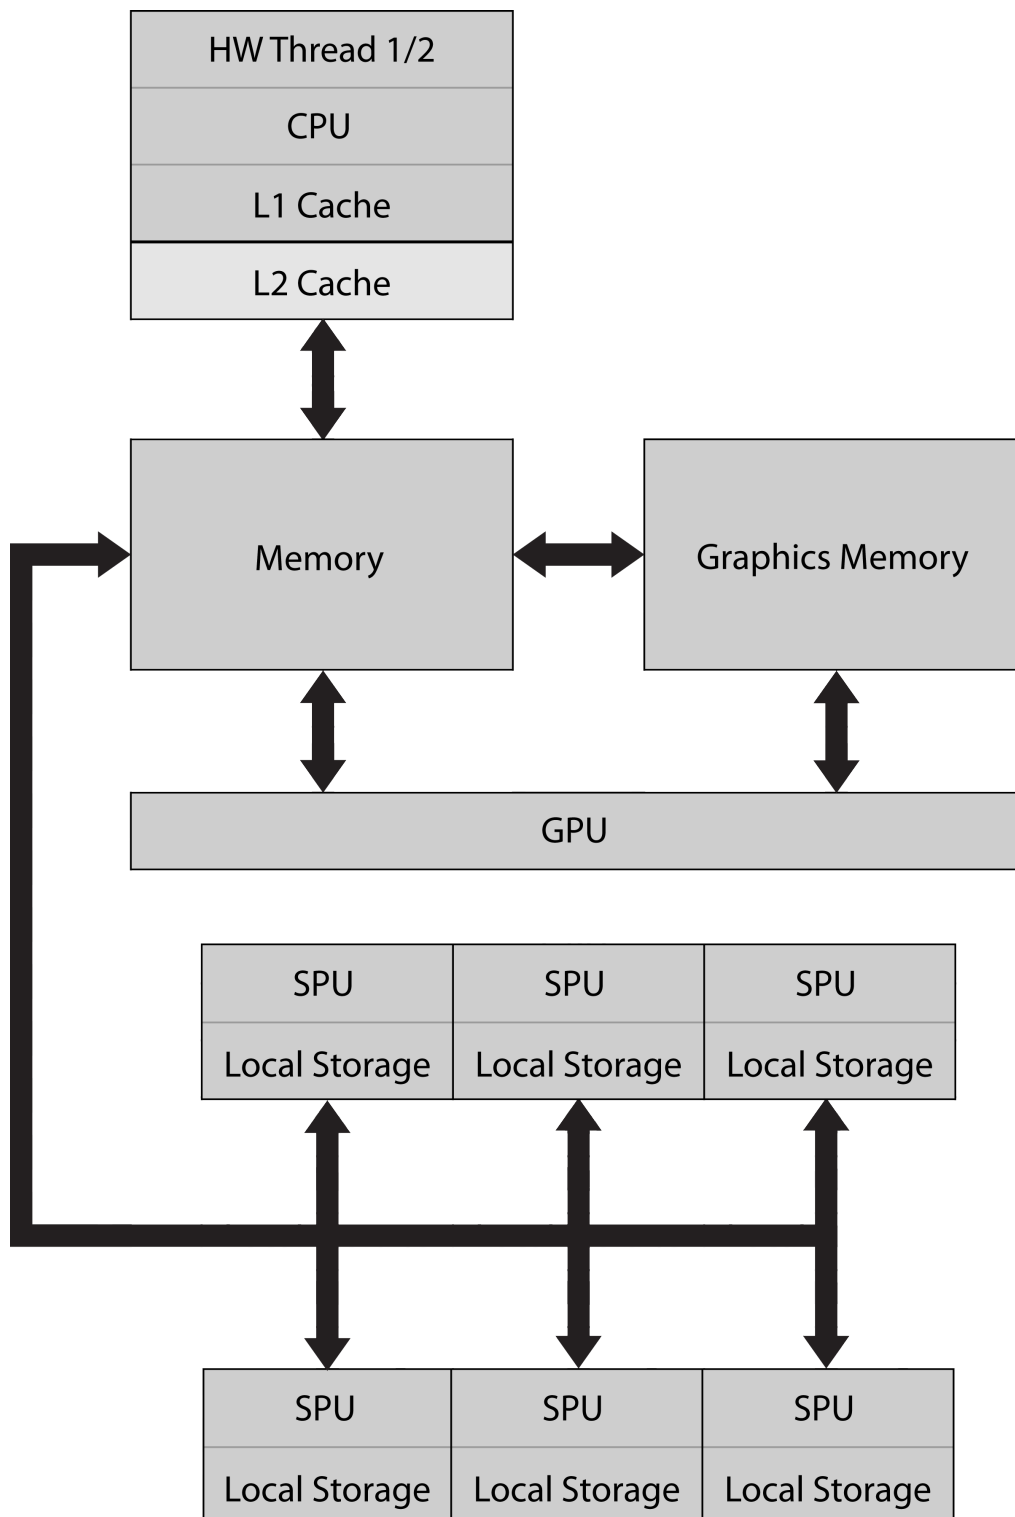 HW Thread 1/2
CPU
L1 Cache
L2 Cache
Memory
Graphics Memory
GPU
SPU
SPU
SPU
Local Storage
Local Storage
Local Storage
SPU
SPU
SPU
Local Storage
Local Storage
Local Storage